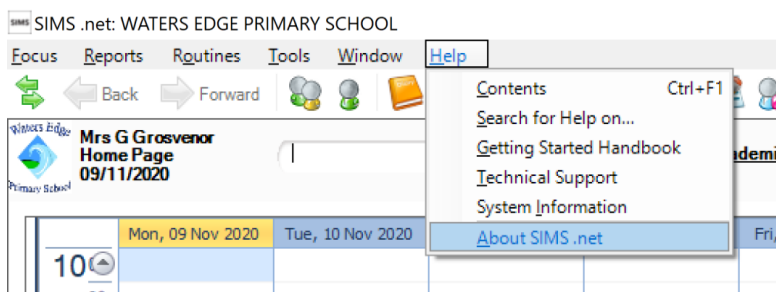 SIMS SIMS .net: WATERS EDGE PRIMARY SCHOOL
Focus Reports Routines Tools Window Help
Back Forward
Contents Ctrl+F1
Search for Help on...
Getting Started Handbook
Technical Support
System Information
About SIMS .net
Waters Edge
Primary School
Mrs G Grosvenor
Home Page
09/11/2020
Mon, 09 Nov 2020 Tue, 10 Nov 2020 Fri,
10